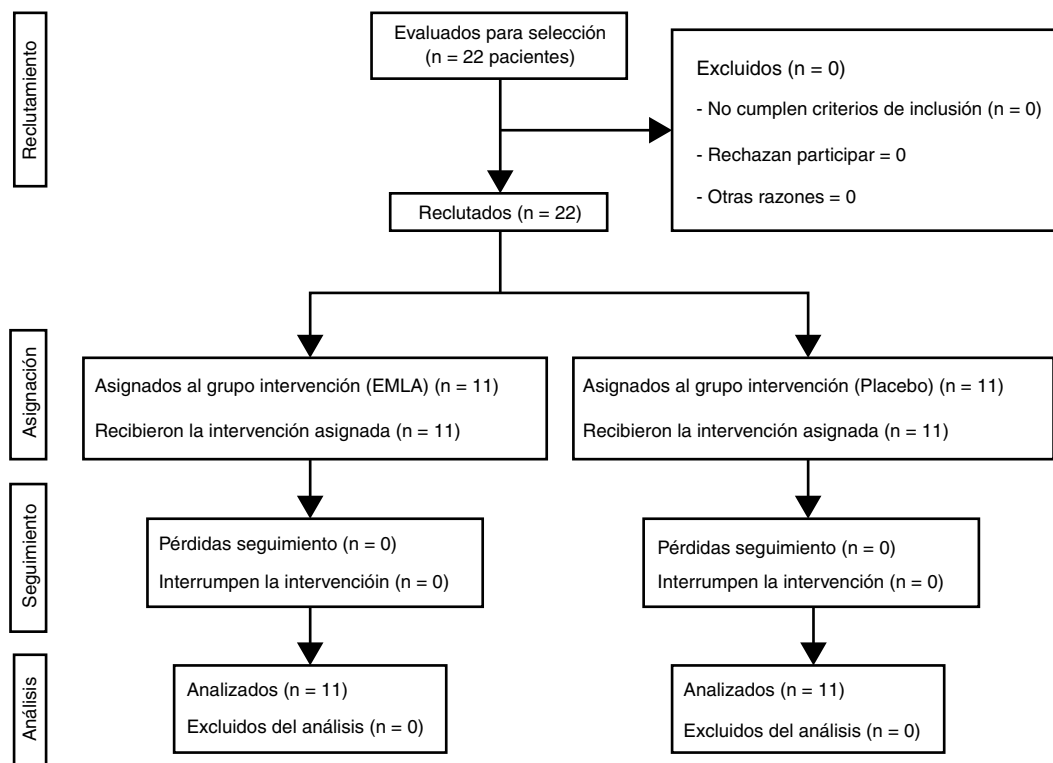 Reclutamiento
Evaluados para selección
(n = 22 pacientes)
Excluidos (n = 0)
- No cumplen criterios de inclusión (n = 0)
- Rechazan participar = 0
- Otras razones = 0
Reclutados (n = 22)
Asignación
Asignados al grupo intervención (EMLA) (n = 11)
Recibieron la intervención asignada (n = 11)
Asignados al grupo intervención (Placebo) (n = 11)
Recibieron la intervención asignada (n = 11)
Seguimiento
Pérdidas seguimiento (n = 0)
Interrumpen la intervencióin (n = 0)
Pérdidas seguimiento (n = 0)
Interrumpen la intervención (n = 0)
Análisis
Analizados (n = 11)
Excluidos del análisis (n = 0)
Analizados (n = 11)
Excluidos del análisis (n = 0)